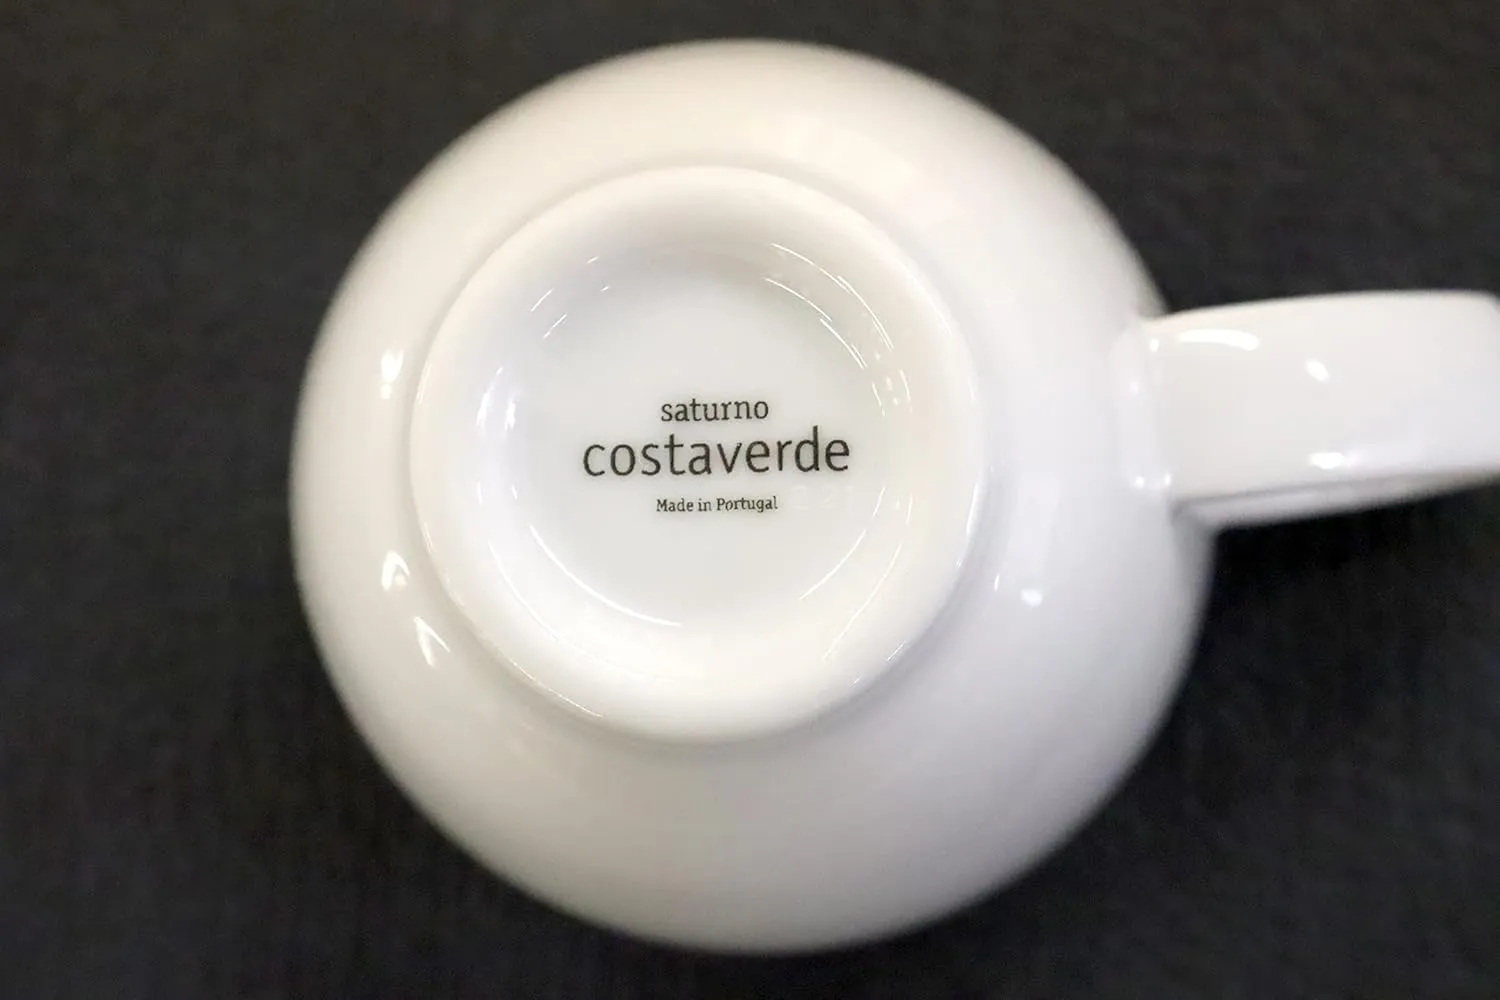 saturno
costaverde
Made in Portugal